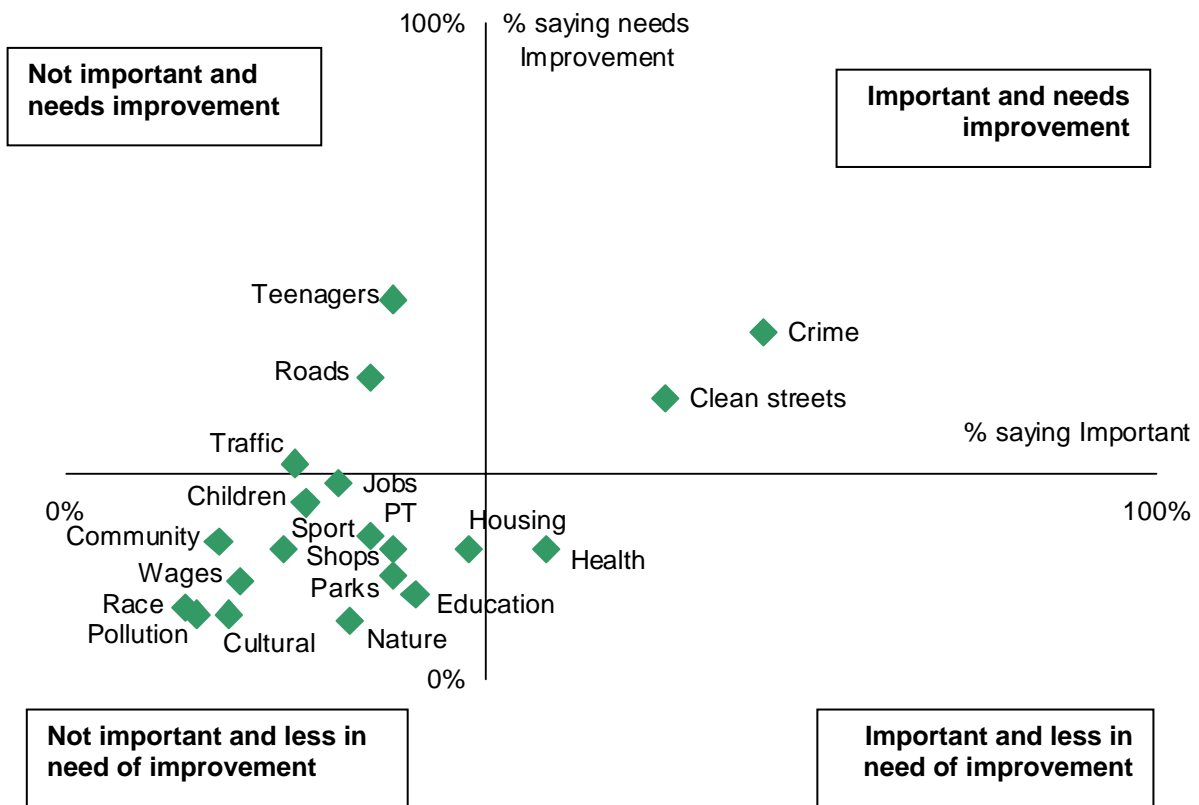 100%
% saying needs
Improvement
Not important and
needs improvement
Important and needs
improvement
Teenagers
Crime
Roads
Clean streets
% saying Important
Traffic
Jobs
Children
0%
100%
PT
Housing
Sport
Community
Shops
Health
Wages
Parks
Education
Race
Pollution
Cultural
Nature
0%
Not important and less in
need of improvement
Important and less in
need of improvement